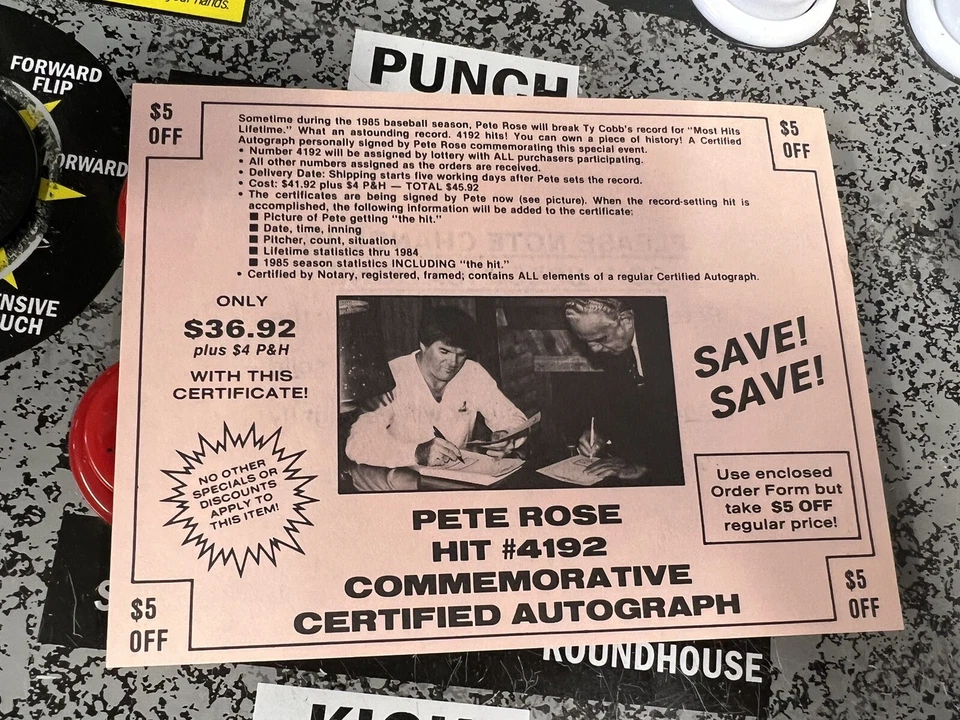 your hands.
FORWARD
FLIP
FORWARD
PUNCH
$5
OFF
$5
OFF
Sometime during the 1985 baseball season, Pete Rose will break Ty Cobb's record for "Most Hits
Lifetime." What an astounding record. 4192 hits! You can own a piece of history! A Certified
Autograph personally signed by Pete Rose commemorating this special event.
• Number 4192 will be assigned by lottery with ALL purchasers participating.
• All other numbers assigned as the orders are received.
• Delivery Date: Shipping starts five working days after Pete sets the record.
• Cost: $41.92 plus $4 P&H — TOTAL $45.92
• The certificates are being signed by Pete now (see picture). When the record-setting hit is
accomplished, the following information will be added to the certificate:
■ Picture of Pete getting "the hit."
■ Date, time, inning
■ Pitcher, count, situation
■ Lifetime statistics thru 1984
■ 1985 season statistics INCLUDING "the hit."
• Certified by Notary, registered, framed; contains ALL elements of a regular Certified Autograph.
ONLY
$36.92
plus $4 P&H
WITH THIS
CERTIFICATE!
NO OTHER
SPECIALS OR
DISCOUNTS
APPLY TO
THIS ITEM!
SAVE!
SAVE!
Use enclosed
Order Form but
take $5 OFF
regular price!
PETE ROSE
HIT #4192
COMMEMORATIVE
CERTIFIED AUTOGRAPH
$5
OFF
$5
OFF
ROUNDHOUSE